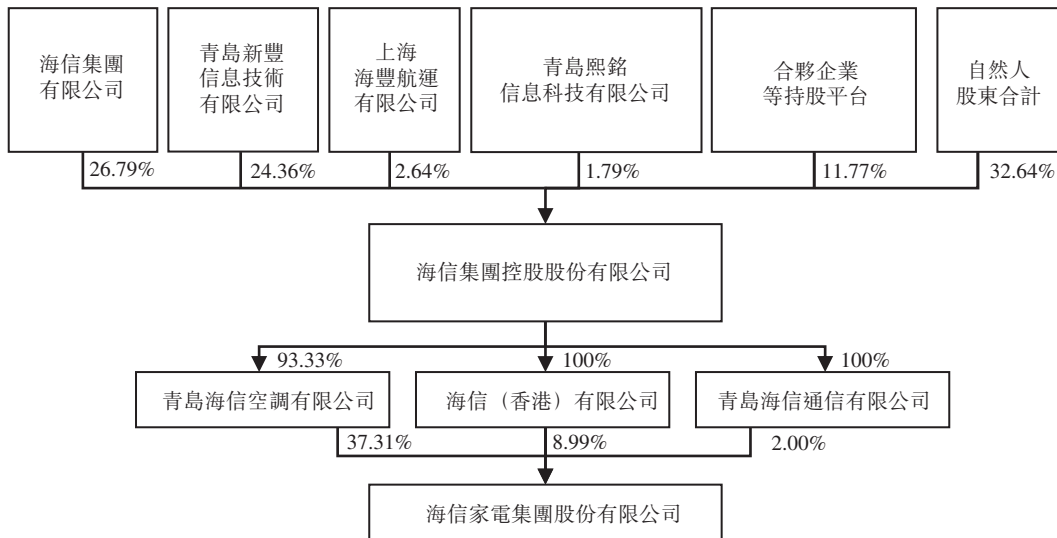 海信集團
有限公司
青島新豐
信息技術
有限公司
上海
海豐航運
有限公司
青島熙銘
信息科技有限公司
合夥企業
等持股平台
自然人
股東合計
26.79%
24.36%
2.64%
1.79%
11.77%
32.64%
海信集團控股股份有限公司
93.33%
100%
100%
青島海信空調有限公司
海信（香港）有限公司
青島海信通信有限公司
37.31%
8.99%
2.00%
海信家電集團股份有限公司